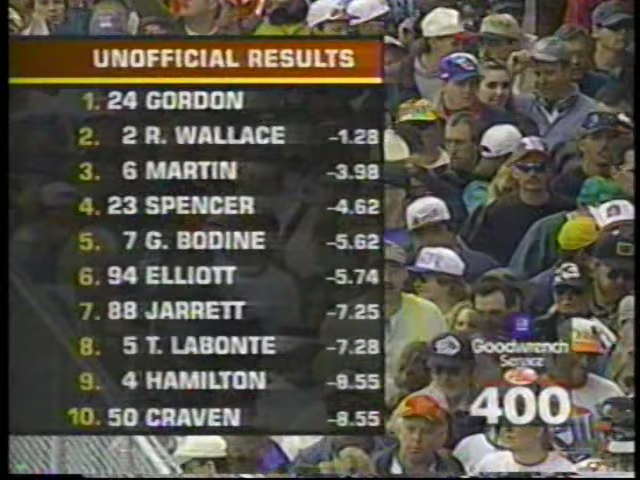 UNOFFICIAL RESULTS
1. 24 GORDON
2. 2 R. WALLACE -1.28
3. 6 MARTIN -3.98
4. 23 SPENCER -4.62
5. 7 G. BODINE -5.62
6. 94 ELLIOTT -5.74
7. 88 JARRETT -7.25
8. 5 T. LABONTE -7.28
9. 4 HAMILTON -8.55
10. 50 CRAVEN -8.55
Goodwrench
Service
400